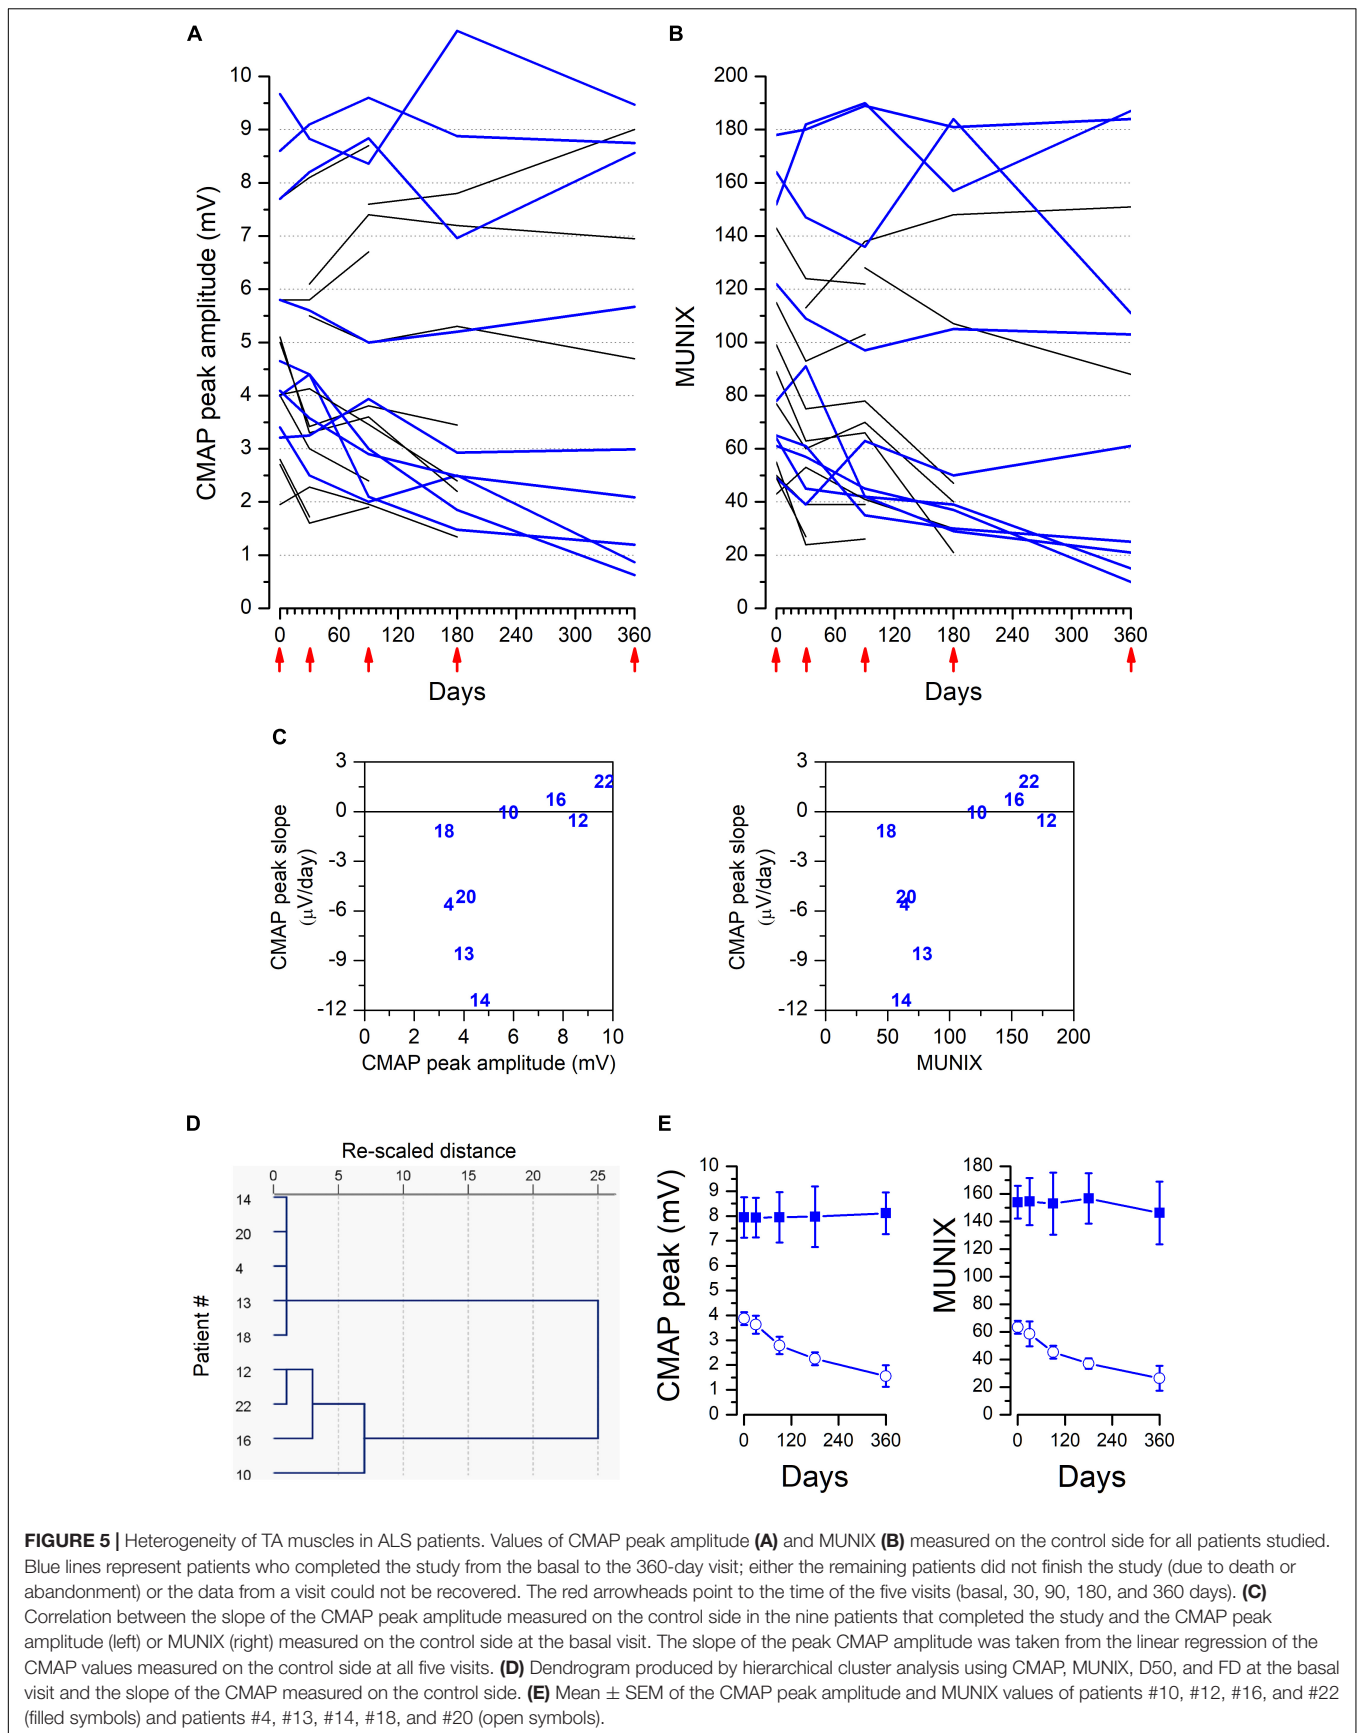 A
B
10
9
8
7
6
5
4
3
2
1
0
CMAP peak amplitude (mV)
0 60 120 180 240 300 360
Days
200
180
160
140
120
100
80
60
40
20
0
MUNIX
0 60 120 180 240 300 360
Days
C
3
0
-3
-6
-9
-12
CMAP peak slope
(μV/day)
22
16
10
12
18
20
4
13
14
0 2 4 6 8 10
CMAP peak amplitude (mV)
3
0
-3
-6
-9
-12
CMAP peak slope
(μV/day)
22
16
10
12
18
20
4
13
14
0 50 100 150 200
MUNIX
D
Re-scaled distance
0 5 10 15 20 25
Patient #
14
20
4
13
18
12
22
16
10
E
10
9
8
7
6
5
4
3
2
1
0
CMAP peak (mV)
0 120 240 360
Days
180
160
140
120
100
80
60
40
20
0
MUNIX
0 120 240 360
Days
FIGURE 5 | Heterogeneity of TA muscles in ALS patients. Values of CMAP peak amplitude (A) and MUNIX (B) measured on the control side for all patients studied.
Blue lines represent patients who completed the study from the basal to the 360-day visit; either the remaining patients did not finish the study (due to death or
abandonment) or the data from a visit could not be recovered. The red arrowheads point to the time of the five visits (basal, 30, 90, 180, and 360 days). (C)
Correlation between the slope of the CMAP peak amplitude measured on the control side in the nine patients that completed the study and the CMAP peak
amplitude (left) or MUNIX (right) measured on the control side at the basal visit. The slope of the peak CMAP amplitude was taken from the linear regression of the
CMAP values measured on the control side at all five visits. (D) Dendrogram produced by hierarchical cluster analysis using CMAP, MUNIX, D50, and FD at the basal
visit and the slope of the CMAP measured on the control side. (E) Mean ± SEM of the CMAP peak amplitude and MUNIX values of patients #10, #12, #16, and #22
(filled symbols) and patients #4, #13, #14, #18, and #20 (open symbols).